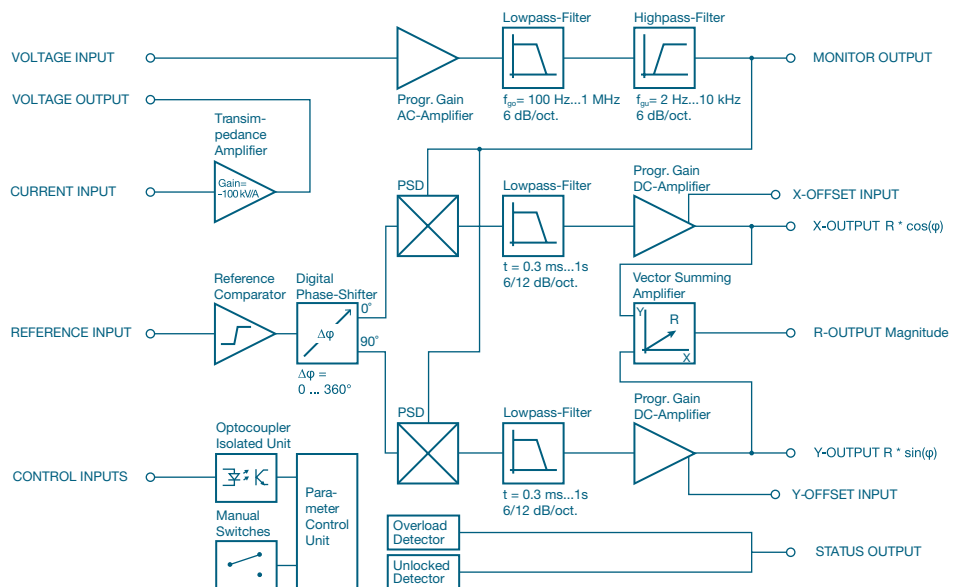 Lowpass-Filter
Highpass-Filter
VOLTAGE INPUT
MONITOR OUTPUT
Progr. Gain
AC-Amplifier
fgo= 100 Hz...1 MHz
6 dB/oct.
fgu= 2 Hz...10 kHz
6 dB/oct.
VOLTAGE OUTPUT
Transim-
pedance
Amplifier
CURRENT INPUT
Gain=
–100 kV/A
PSD
Lowpass-Filter
Progr. Gain
DC-Amplifier
X-OFFSET INPUT
X-OUTPUT R * cos(φ)
t = 0.3 ms...1s
6/12 dB/oct.
Reference
Comparator
Digital
Phase-Shifter
0°
90°
Δφ
Δφ =
0 ... 360°
REFERENCE INPUT
Vector Summing
Amplifier
Y
R
X
R-OUTPUT Magnitude
PSD
Lowpass-Filter
Progr. Gain
DC-Amplifier
Y-OUTPUT R * sin(φ)
Y-OFFSET INPUT
t = 0.3 ms...1s
6/12 dB/oct.
Optocoupler
Isolated Unit
CONTROL INPUTS
Para-
meter
Control
Unit
Manual
Switches
Overload
Detector
Unlocked
Detector
STATUS OUTPUT